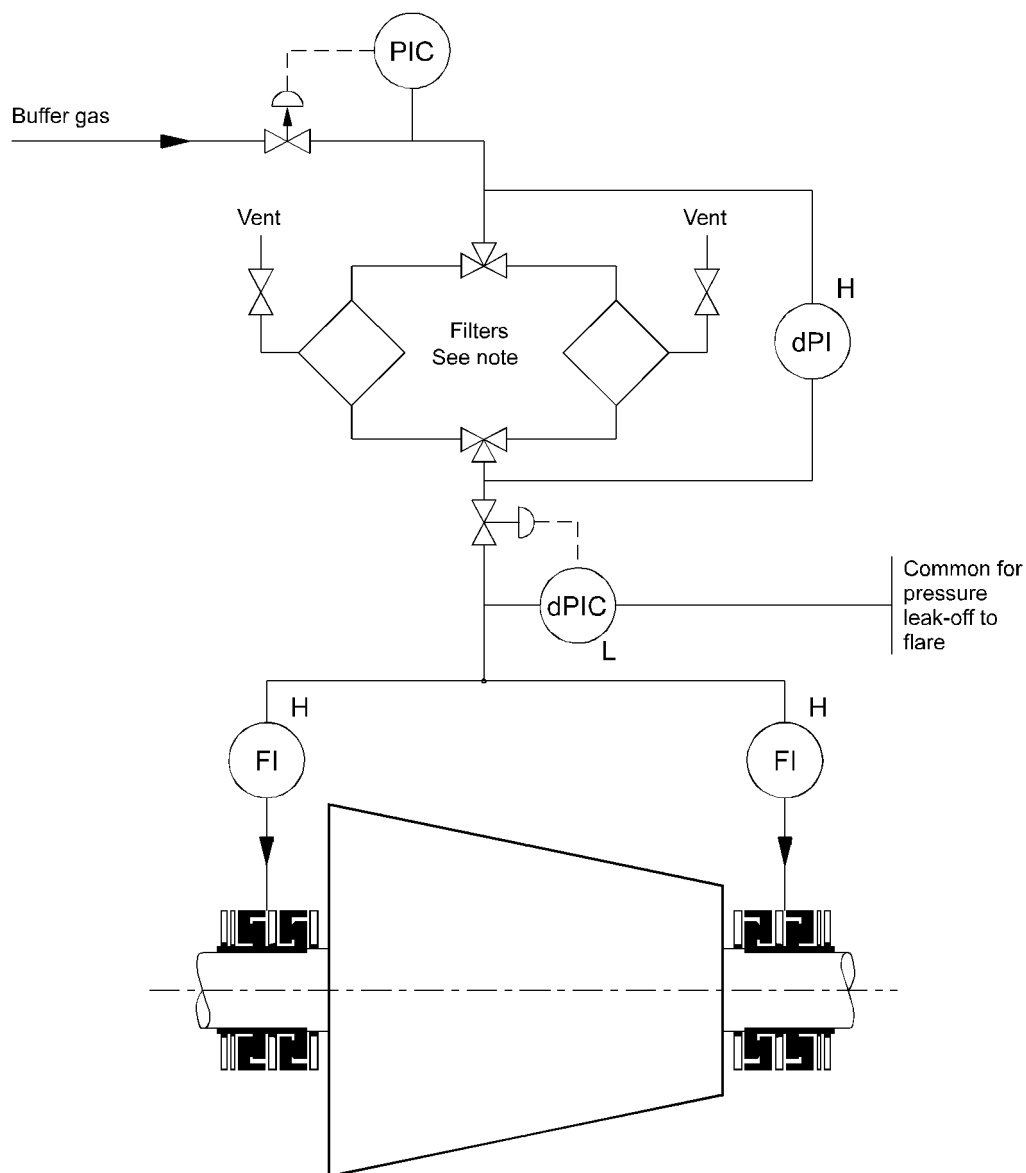 PIC
Buffer gas
Vent
Vent
H
Filters
See note
dPI
dPIC
L
Common for
pressure
leak-off to
flare
H
H
FI
FI